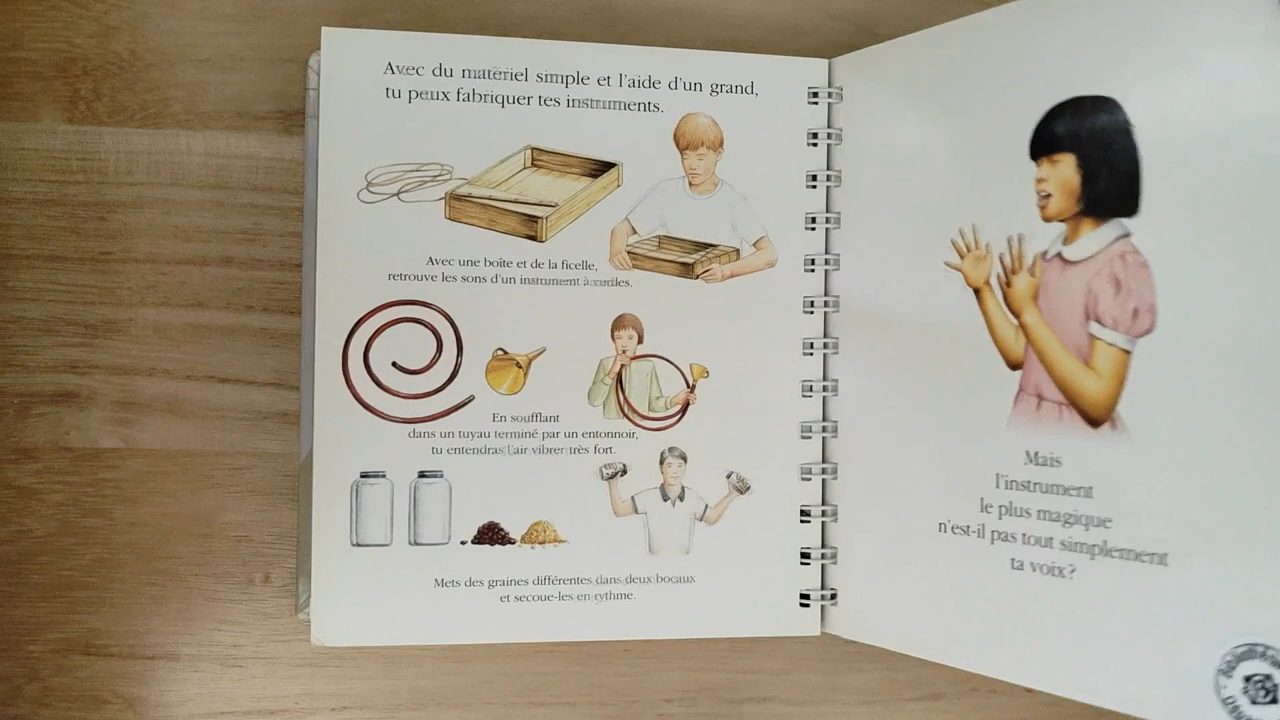 Avec du matériel simple et l'aide d'un grand,
tu peux fabriquer tes instruments.
Avec une boîte et de la ficelle,
retrouve les sons d'un instrument à cordes.
En soufflant
dans un tuyau terminé par un entonnoir,
tu entendras l'air vibrer très fort.
Mets des graines différentes dans deux bocaux
et secoue-les en rythme.
Mais
l'instrument
le plus magique
n'est-il pas tout simplement
ta voix?